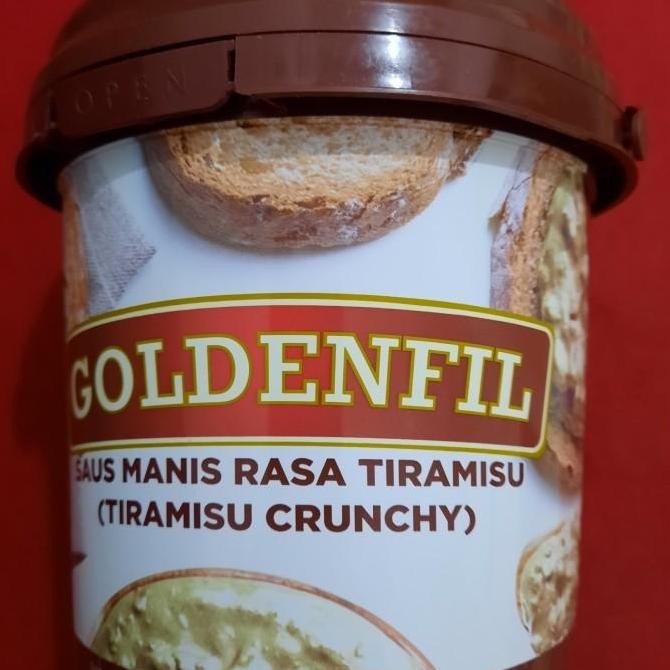 OPEN
GOLDENFIL
SAUS MANIS RASA TIRAMISU
(TIRAMISU CRUNCHY)